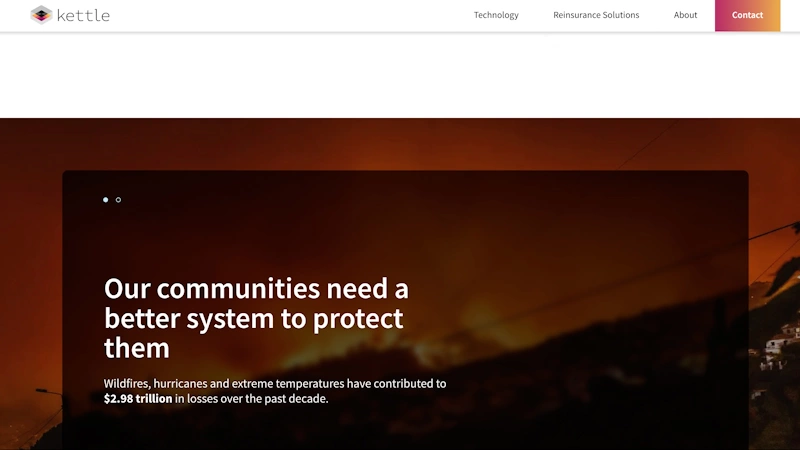 kettle
Technology
Reinsurance Solutions
About
Contact
Our communities need a
better system to protect
them
Wildfires, hurricanes and extreme temperatures have contributed to
$2.98 trillion in losses over the past decade.